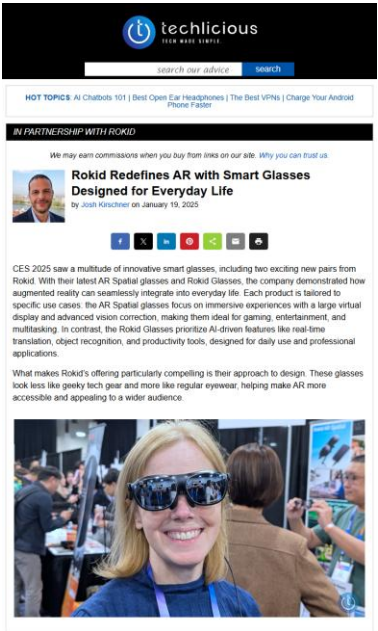 techlicious
TECH MADE SIMPLE.
search our advice
search
HOT TOPICS: AI Chatbots 101 | Best Open Ear Headphones | The Best VPNs | Charge Your Android
Phone Faster
IN PARTNERSHIP WITH ROKID
We may earn commissions when you buy from links on our site. Why you can trust us.
Rokid Redefines AR with Smart Glasses
Designed for Everyday Life
by Josh Kirschner on January 19, 2025
CES 2025 saw a multitude of innovative smart glasses, including two exciting new pairs from
Rokid. With their latest AR Spatial glasses and Rokid Glasses, the company demonstrated how
augmented reality can seamlessly integrate into everyday life. Each product is tailored to
specific use cases: the AR Spatial glasses focus on immersive experiences with a large virtual
display and advanced vision correction, making them ideal for gaming, entertainment, and
multitasking. In contrast, the Rokid Glasses prioritize AI-driven features like real-time
translation, object recognition, and productivity tools, designed for daily use and professional
applications.
What makes Rokid's offering particularly compelling is their approach to design. These glasses
look less like geeky tech gear and more like regular eyewear, helping make AR more
accessible and appealing to a wider audience.